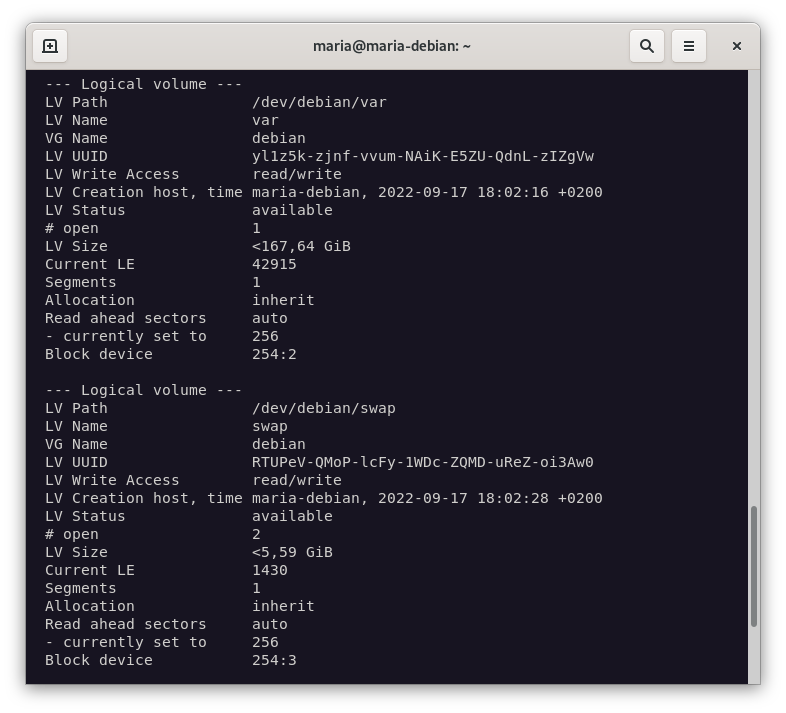 maria@maria-debian: ~
--- Logical volume ---
LV Path                /dev/debian/var
LV Name                var
VG Name                debian
LV UUID                yl1z5k-zjnf-vvum-NAiK-E5ZU-QdnL-zIZgVw
LV Write Access        read/write
LV Creation host, time maria-debian, 2022-09-17 18:02:16 +0200
LV Status              available
# open                 1
LV Size                <167,64 GiB
Current LE             42915
Segments               1
Allocation             inherit
Read ahead sectors     auto
- currently set to     256
Block device           254:2

--- Logical volume ---
LV Path                /dev/debian/swap
LV Name                swap
VG Name                debian
LV UUID                RTUPeV-QMoP-lcFy-1WDc-ZQMD-uReZ-oi3Aw0
LV Write Access        read/write
LV Creation host, time maria-debian, 2022-09-17 18:02:28 +0200
LV Status              available
# open                 2
LV Size                <5,59 GiB
Current LE             1430
Segments               1
Allocation             inherit
Read ahead sectors     auto
- currently set to     256
Block device           254:3